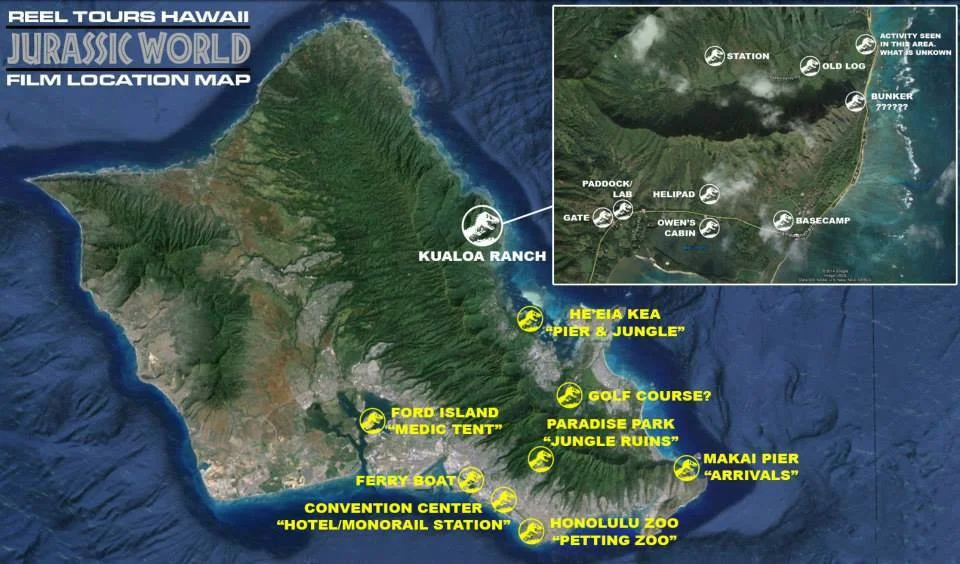 REEL TOURS HAWAII
JURASSIC WORLD
FILM LOCATION MAP
STATION
OLD LOG
ACTIVITY SEEN
IN THIS AREA.
WHAT IS UNKOWN
BUNKER
??????
PADDOCK/
LAB
HELIPAD
GATE
OWEN'S
CABIN
BASECAMP
KUALOA RANCH
HE'EIA KEA
"PIER & JUNGLE"
GOLF COURSE?
FORD ISLAND
"MEDIC TENT"
PARADISE PARK
"JUNGLE RUINS"
MAKAI PIER
"ARRIVALS"
FERRY BOAT
CONVENTION CENTER
"HOTEL/MONORAIL STATION"
HONOLULU ZOO
"PETTING ZOO"